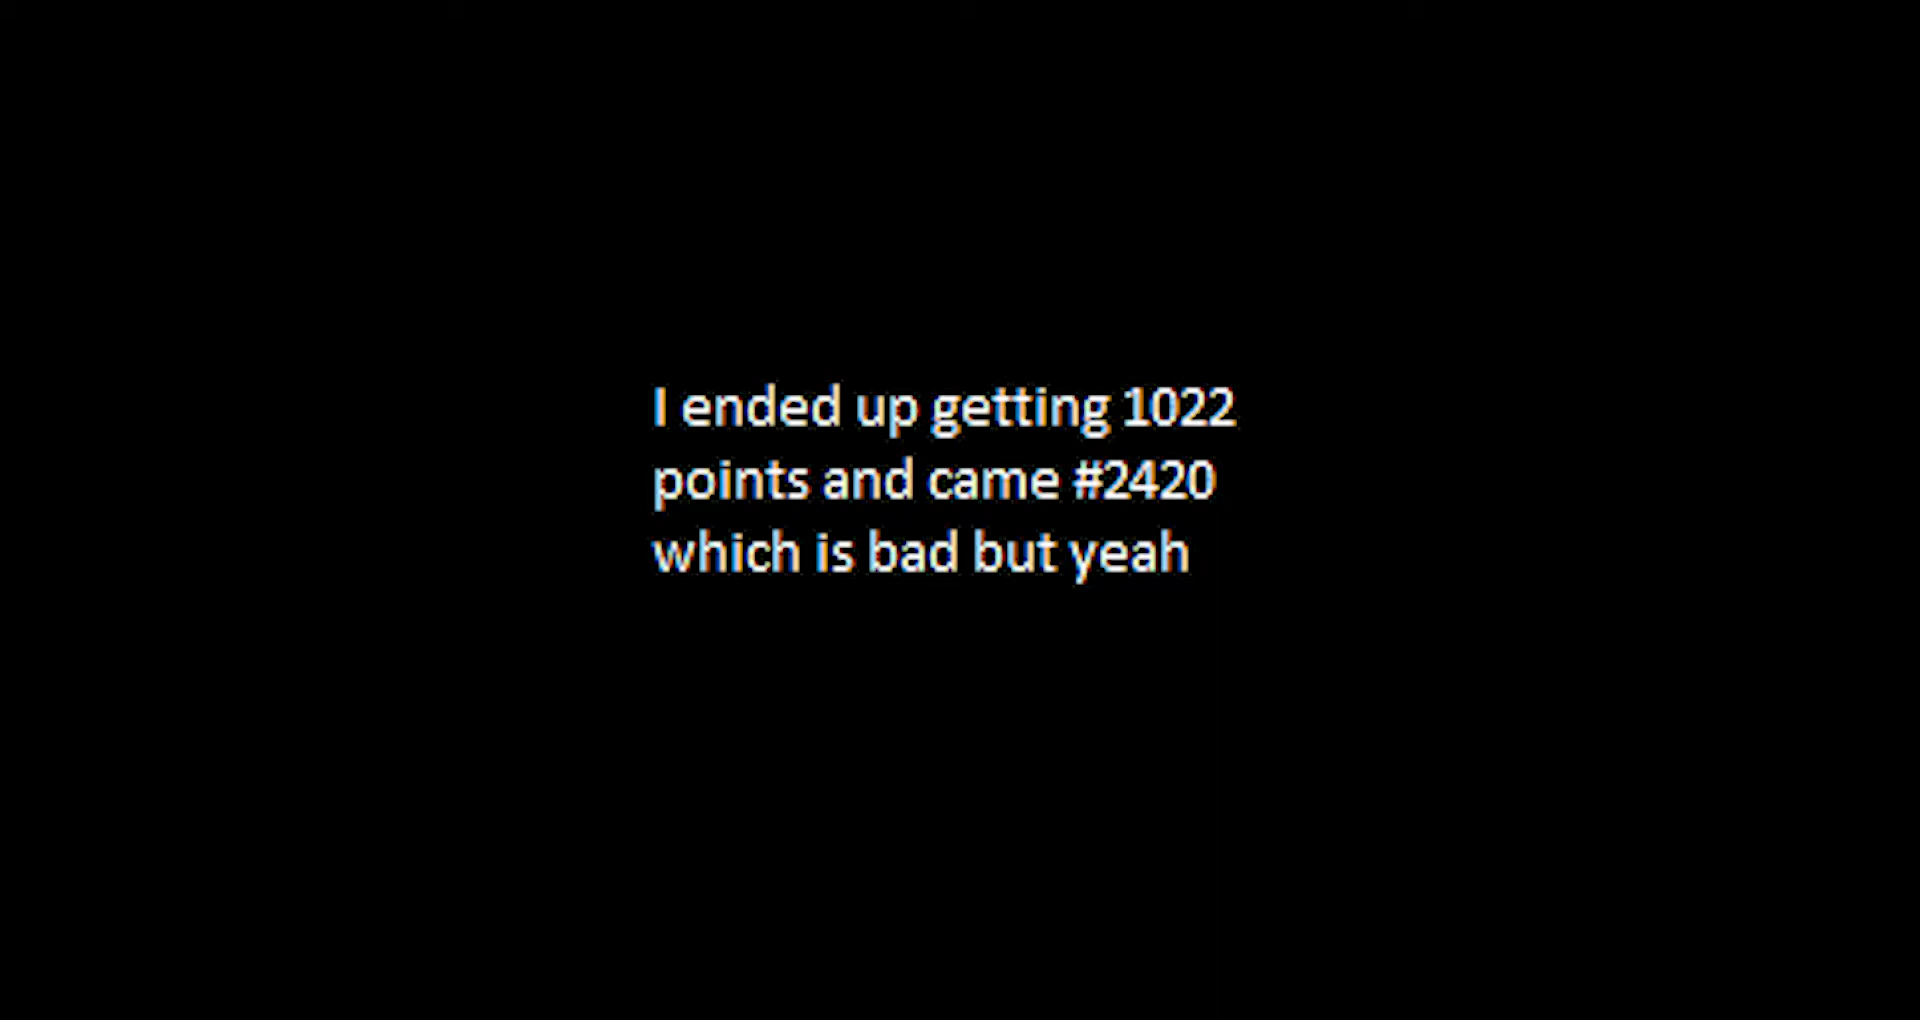 I ended up getting 1022
points and came #2420
which is bad but yeah